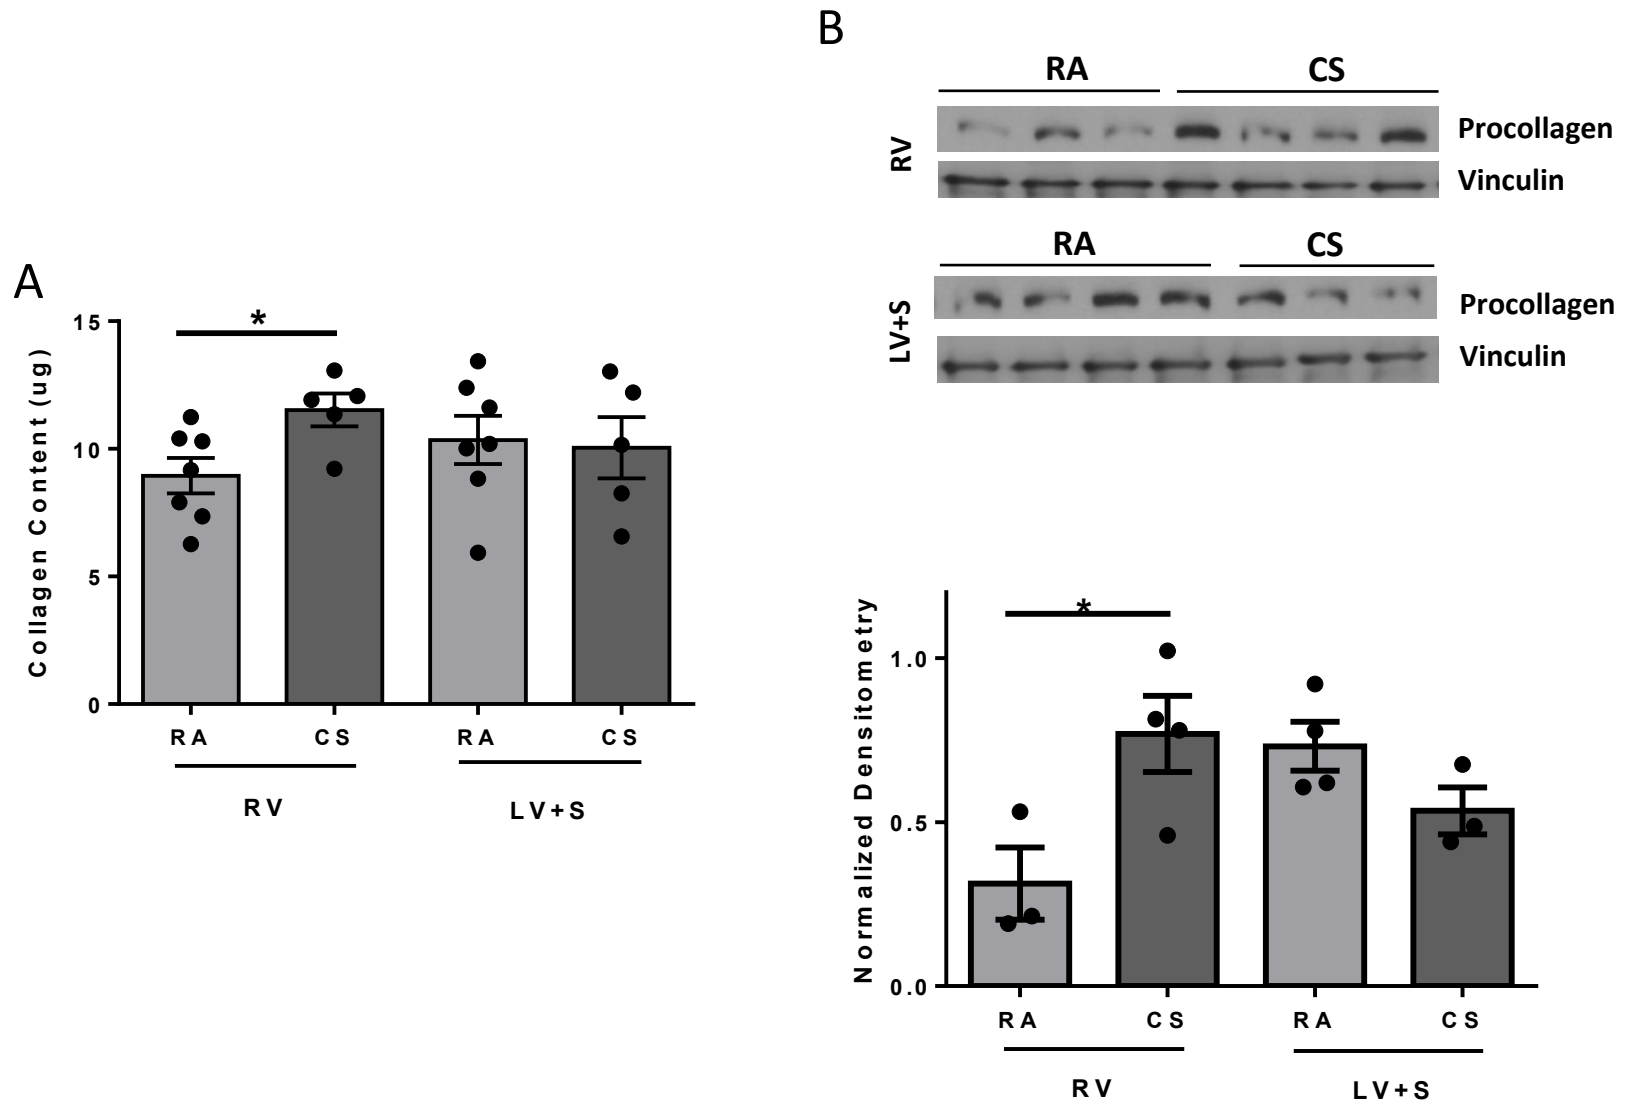 B
RA CS
RV
Procollagen
Vinculin
RA CS
LV+S
Procollagen
Vinculin
A
Collagen Content (ug)
15
10
5
0
*
RA CS RA CS
RV LV+S
Normalized Densitometry
1.0
0.5
0.0
*
RA CS RA CS
RV LV+S